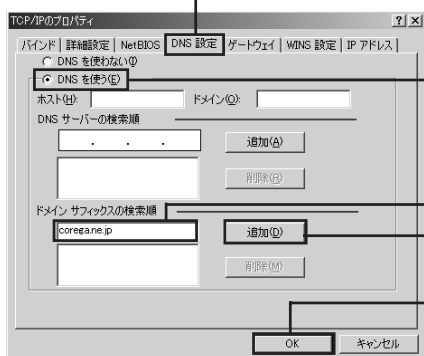 TCP/IPのプロパティ ? ×
バインド 詳細設定 NetBIOS DNS 設定 ゲートウェイ WINS 設定 IP アドレス
DNS を使わない(I)
DNS を使う(E)
ホスト(H): ドメイン(O):
DNS サーバーの検索順
. . . 追加(A)
削除(R)
ドメイン サフィックスの検索順
corega.ne.jp 追加(D)
削除(M)
OK キャンセル